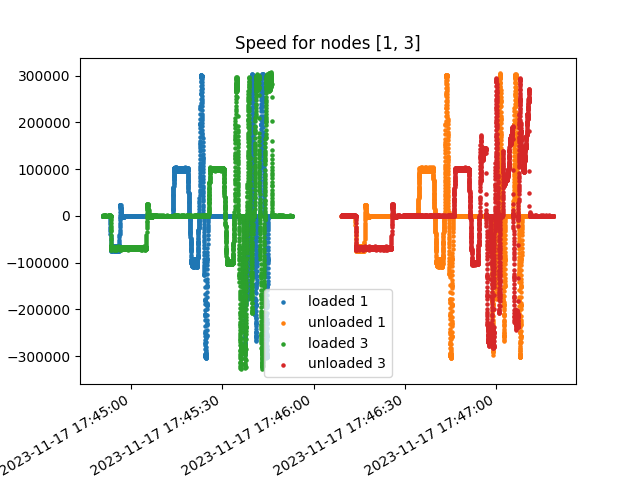 Speed for nodes [1, 3]
300000
200000
100000
0
−100000
−200000
−300000
loaded 1
unloaded 1
loaded 3
unloaded 3
2023-11-17 17:45:00
2023-11-17 17:45:30
2023-11-17 17:46:00
2023-11-17 17:46:30
2023-11-17 17:47:00